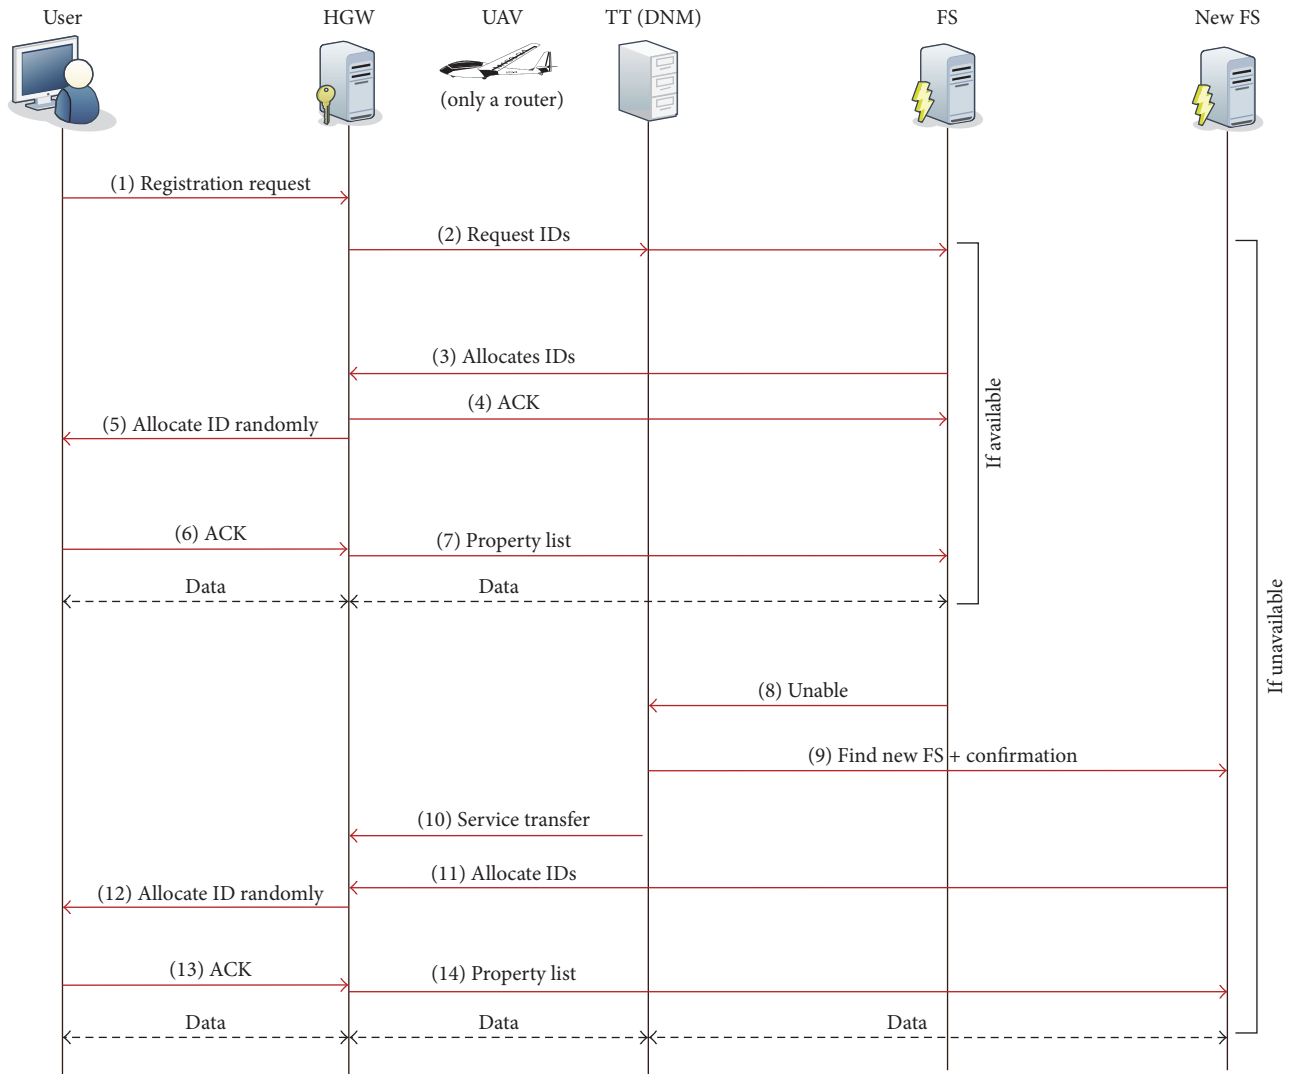 User
HGW
UAV
TT (DNM)
FS
New FS
(only a router)
(1) Registration request
(2) Request IDs
(3) Allocates IDs
(4) ACK
(5) Allocate ID randomly
If available
(6) ACK
(7) Property list
Data
Data
If unavailable
(8) Unable
(9) Find new FS + confirmation
(10) Service transfer
(11) Allocate IDs
(12) Allocate ID randomly
(13) ACK
(14) Property list
Data
Data
Data